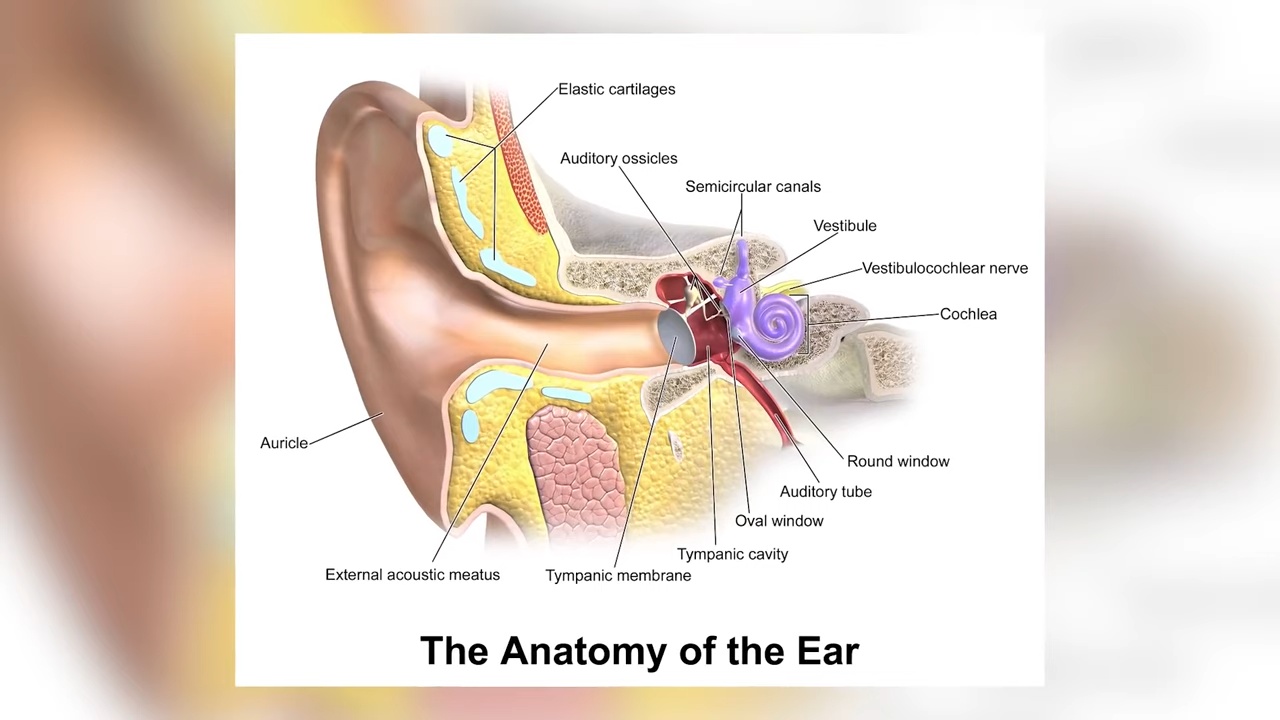 Elastic cartilages
Auditory ossicles
Semicircular canals
Vestibule
Vestibulocochlear nerve
Cochlea
Auricle
Round window
Auditory tube
Oval window
Tympanic cavity
External acoustic meatus
Tympanic membrane
The Anatomy of the Ear